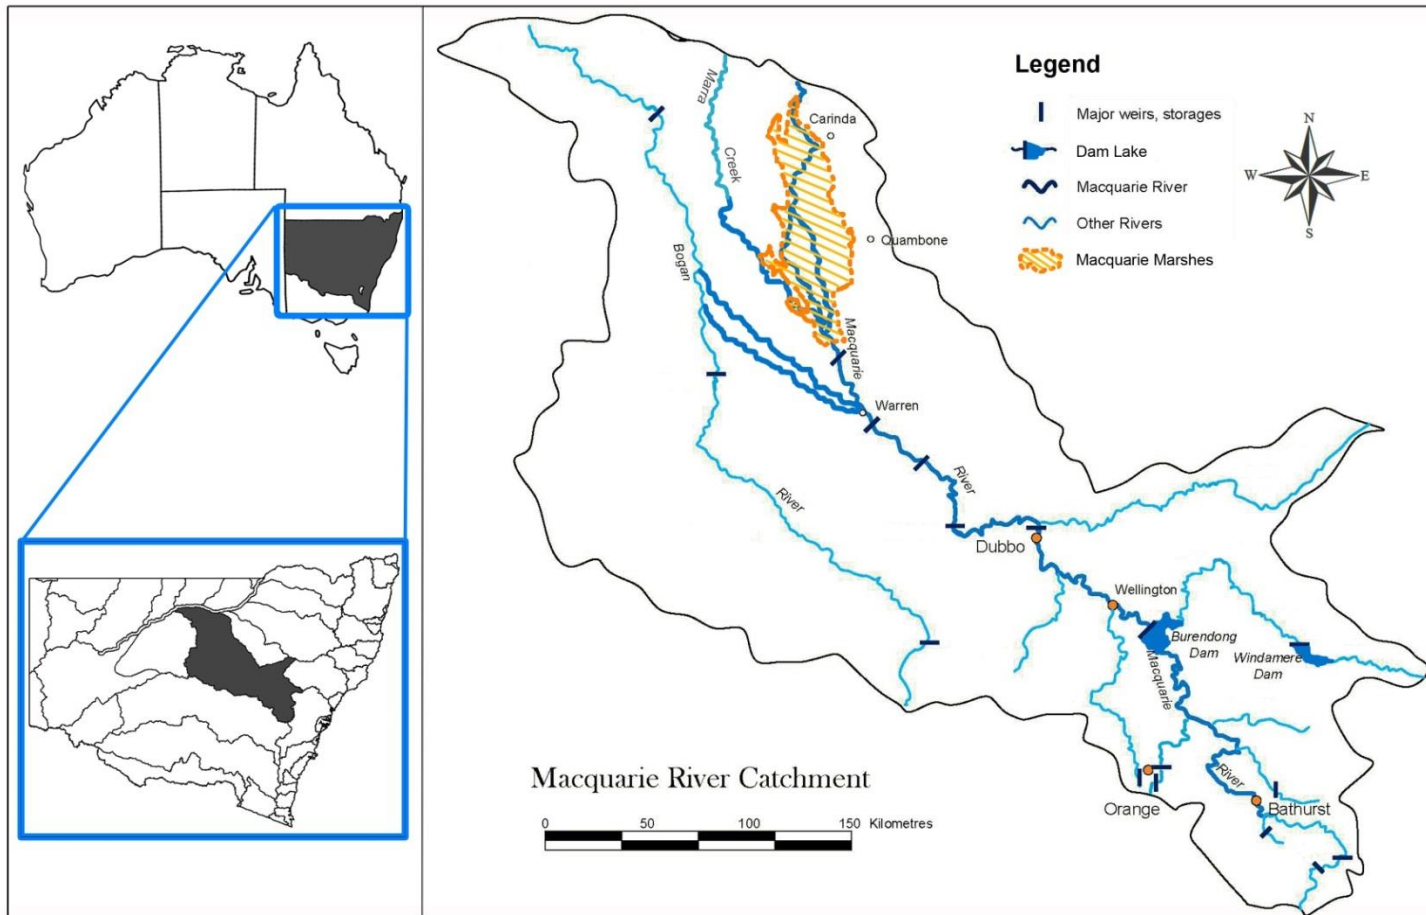 Legend
Major weirs, storages
Dam Lake
Macquarie River
Other Rivers
Macquarie Marshes
N
W
E
S
Marra
Creek
Carinda
Quambone
Bogan
River
Macquarie
Warren
River
Dubbo
Wellington
Burendong
Dam
Windamere
Dam
Macquarie
River
Orange
Bathurst
Macquarie River Catchment
0 50 100 150 Kilometres